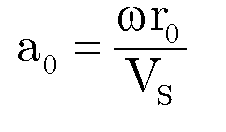 a₀ = ωr₀ / V_S